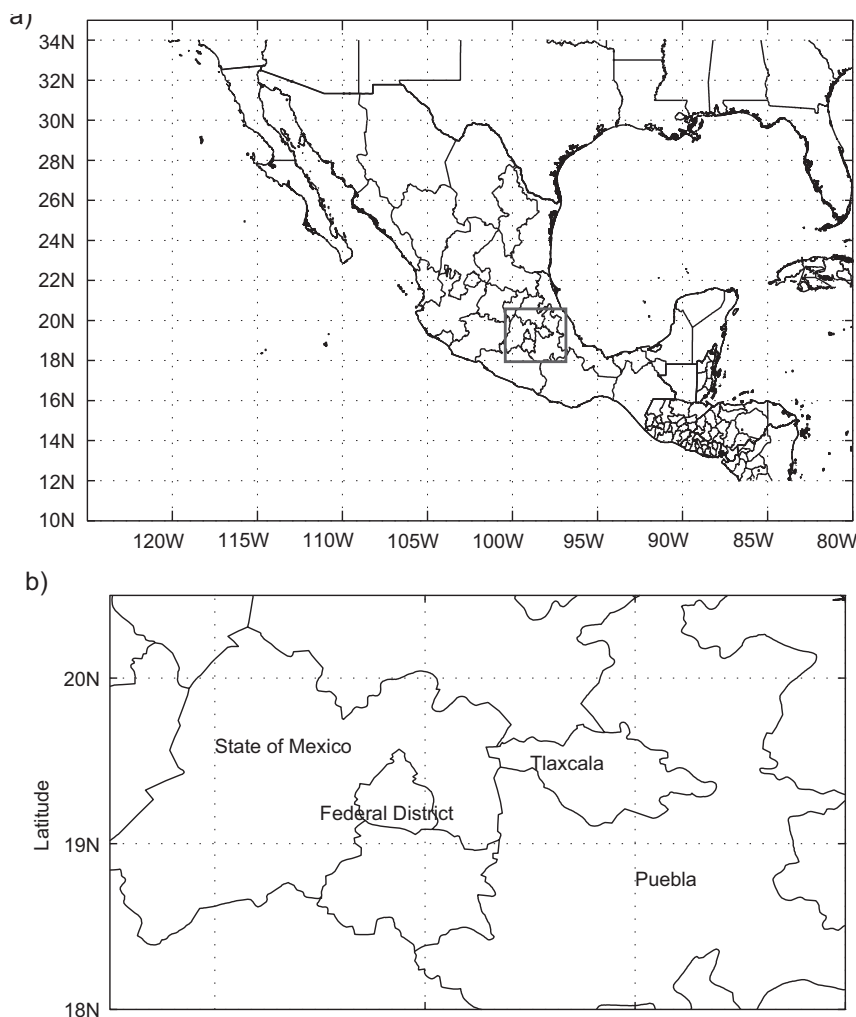 a)
34N
32N
30N
28N
26N
24N
22N
20N
18N
16N
14N
12N
10N
120W 115W 110W 105W 100W 95W 90W 85W 80W
b)
20N
State of Mexico
Tlaxcala
Federal District
Latitude
19N
Puebla
18N